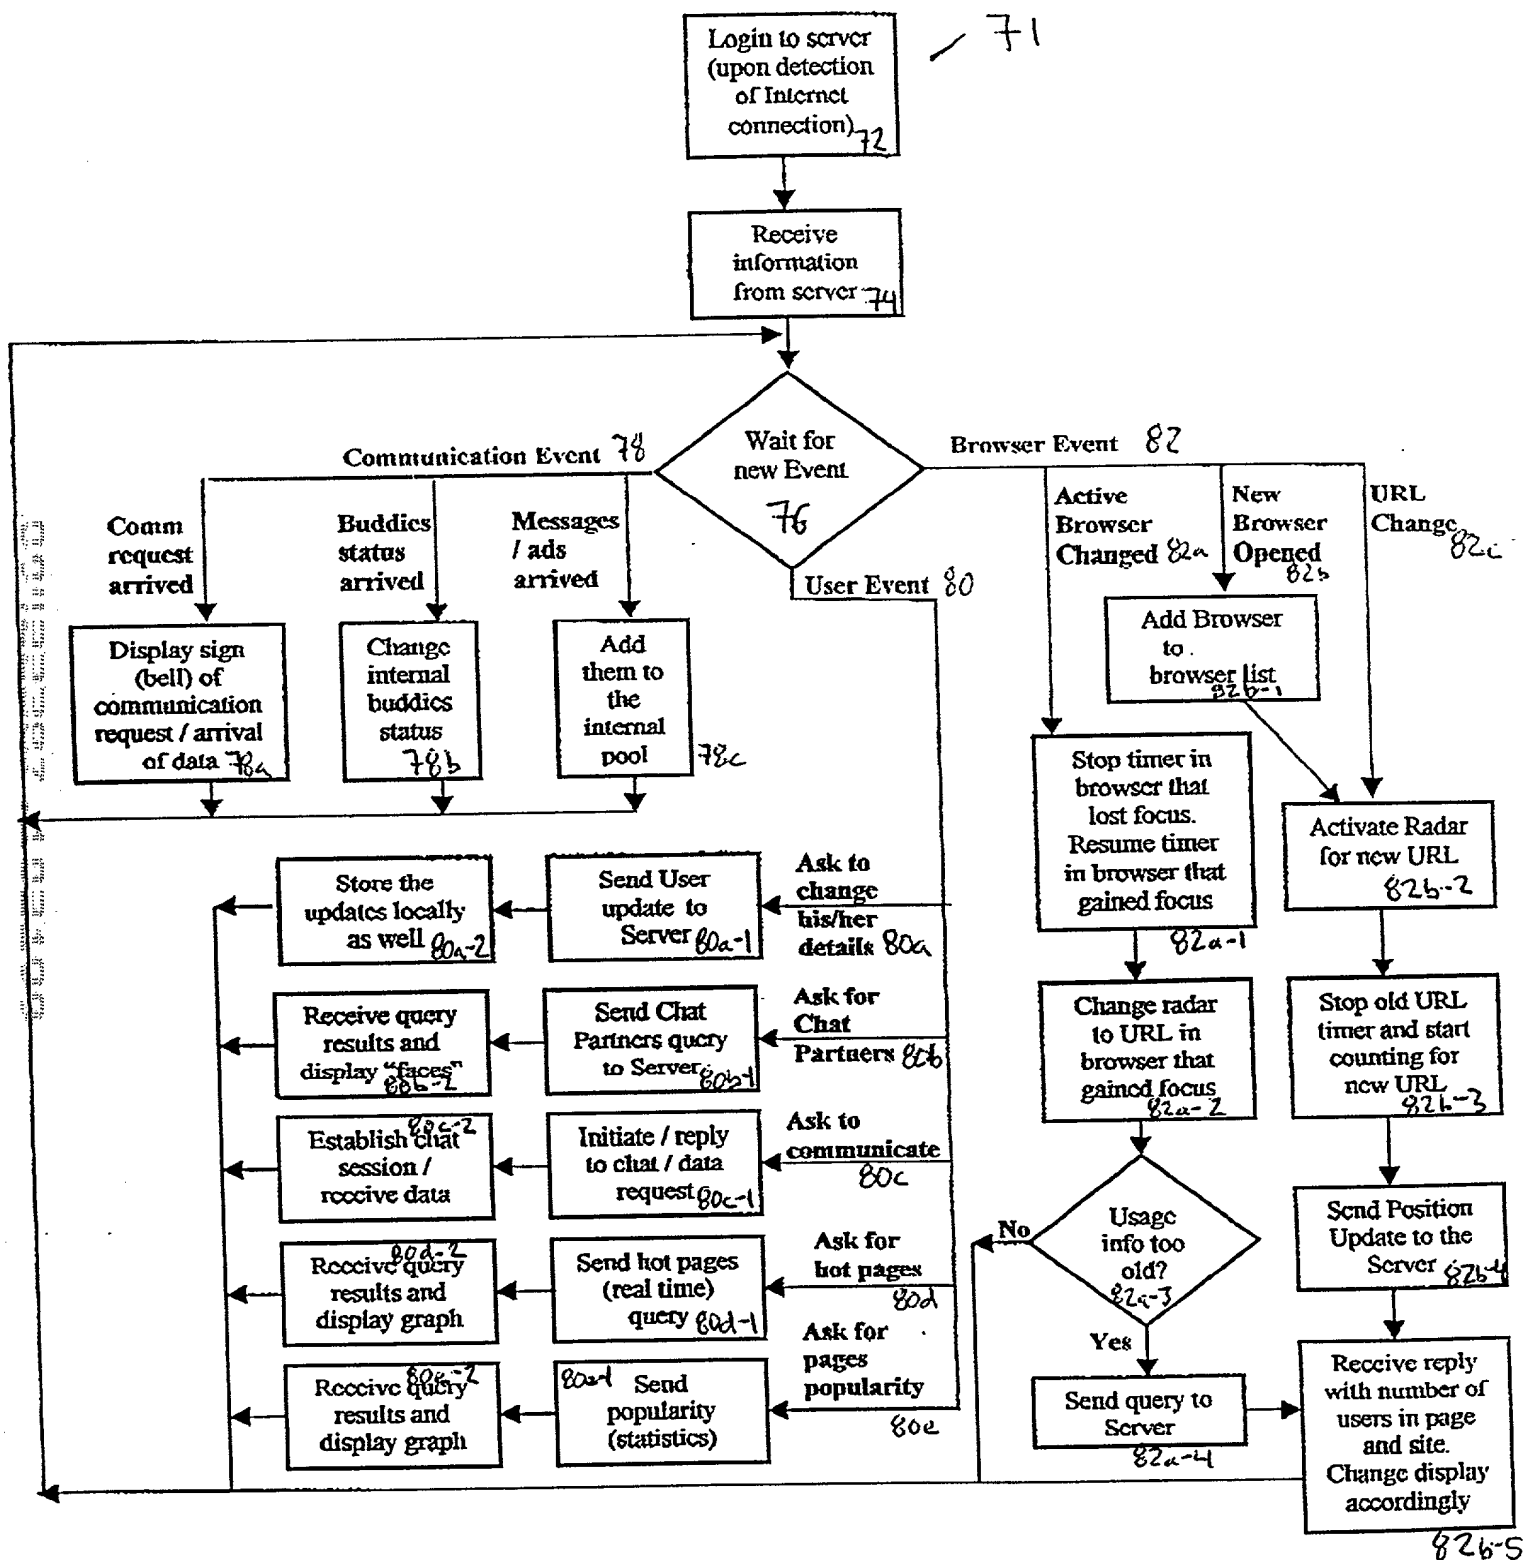 Login to server
(upon detection
of Internet
connection)
72
71
Receive
information
from server
74
Wait for
new Event
76
Communication Event 78
Comm
request
arrived
Buddies
status
arrived
Messages
/ ads
arrived
Display sign
(bell) of
communication
request / arrival
of data 78a
Change
internal
buddies
status
78b
Add
them to
the
internal
pool
78c
User Event 80
Browser Event 82
Active
Browser
Changed 82a
New
Browser
Opened
82b
URL
Change
82c
Add Browser
to
browser list
82b-1
Stop timer in
browser that
lost focus.
Resume timer
in browser that
gained focus
82a-1
Activate Radar
for new URL
82b-2
Change radar
to URL in
browser that
gained focus
82a-2
Stop old URL
timer and start
counting for
new URL
82b-3
Usage
info too
old?
82a-3
No
Yes
Send Position
Update to the
Server 82b-4
Send query to
Server
82a-4
Receive reply
with number of
users in page
and site.
Change display
accordingly
82b-5
Ask to
change
his/her
details 80a
Send User
update to
Server 80a-1
Store the
updates locally
as well 80a-2
Ask for
Chat
Partners 80b
Send Chat
Partners query
to Server 80b-1
Receive query
results and
display "faces"
80b-2
Ask to
communicate
80c
Initiate / reply
to chat / data
request 80c-1
80c-2
Establish chat
session /
receive data
Ask for
hot pages
80d
Send hot pages
(real time)
query 80d-1
80d-2
Receive query
results and
display graph
Ask for
pages
popularity
80e
80e-1 Send
popularity
(statistics)
80e-2
Receive query
results and
display graph